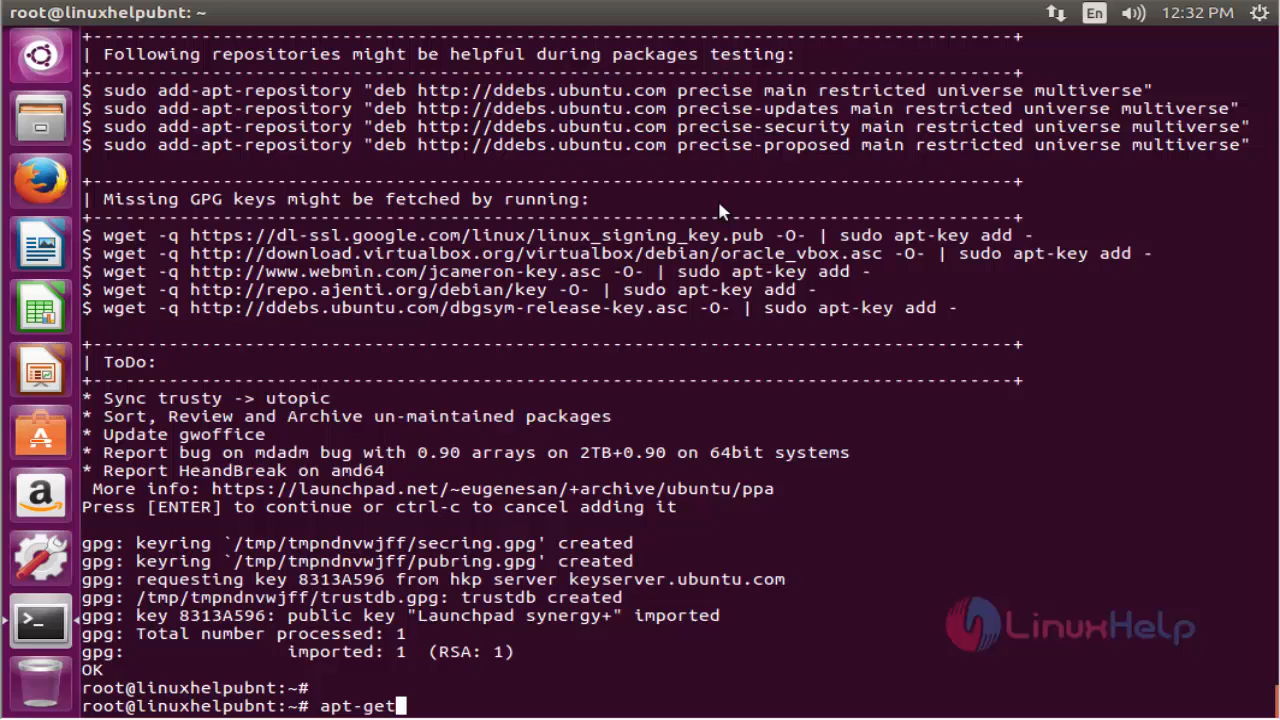 root@linuxhelpubnt: ~
En
12:32 PM
+-------------------------------------------------------------------------------------+
| Following repositories might be helpful during packages testing:
+-------------------------------------------------------------------------------------+
$ sudo add-apt-repository "deb http://ddebs.ubuntu.com precise main restricted universe multiverse"
$ sudo add-apt-repository "deb http://ddebs.ubuntu.com precise-updates main restricted universe multiverse"
$ sudo add-apt-repository "deb http://ddebs.ubuntu.com precise-security main restricted universe multiverse"
$ sudo add-apt-repository "deb http://ddebs.ubuntu.com precise-proposed main restricted universe multiverse"
+-------------------------------------------------------------------------------------+
| Missing GPG keys might be fetched by running:
+-------------------------------------------------------------------------------------+
$ wget -q https://dl-ssl.google.com/linux/linux_signing_key.pub -O- | sudo apt-key add -
$ wget -q http://download.virtualbox.org/virtualbox/debian/oracle_vbox.asc -O- | sudo apt-key add -
$ wget -q http://www.webmin.com/jcameron-key.asc -O- | sudo apt-key add -
$ wget -q http://repo.ajenti.org/debian/key -O- | sudo apt-key add -
$ wget -q http://ddebs.ubuntu.com/dbgsym-release-key.asc -O- | sudo apt-key add -
+-------------------------------------------------------------------------------------+
| ToDo:
+-------------------------------------------------------------------------------------+
* Sync trusty -> utopic
* Sort, Review and Archive un-maintained packages
* Update gwoffice
* Report bug on mdadm bug with 0.90 arrays on 2TB+0.90 on 64bit systems
* Report HeandBreak on amd64
More info: https://launchpad.net/~eugenesan/+archive/ubuntu/ppa
Press [ENTER] to continue or ctrl-c to cancel adding it
gpg: keyring `/tmp/tmpndnvwjff/secring.gpg' created
gpg: keyring `/tmp/tmpndnvwjff/pubring.gpg' created
gpg: requesting key 8313A596 from hkp server keyserver.ubuntu.com
gpg: /tmp/tmpndnvwjff/trustdb.gpg: trustdb created
gpg: key 8313A596: public key "Launchpad synergy+" imported
gpg: Total number processed: 1
gpg:               imported: 1  (RSA: 1)
OK
root@linuxhelpubnt:~#
root@linuxhelpubnt:~# apt-get
LinuxHelp